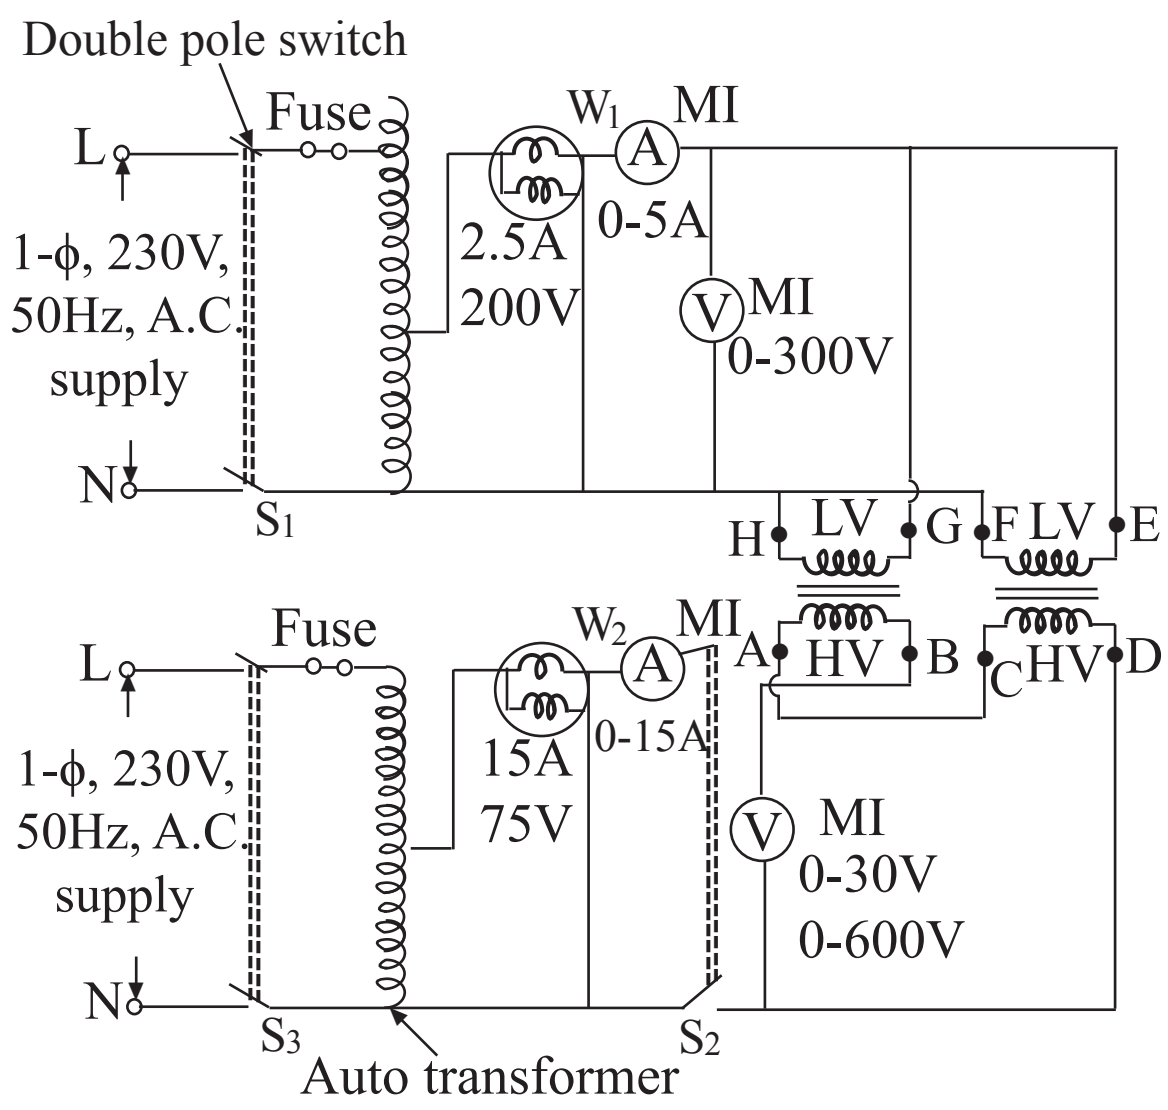 Double pole switch
Fuse
W1
MI
L
A
0-5A
2.5A
200V
1-ϕ, 230V,
50Hz, A.C.
supply
V
MI
0-300V
N
S1
H
LV
G
F
LV
E
Fuse
W2
MI
L
A
A
HV
B
C
HV
D
0-15A
15A
75V
1-ϕ, 230V,
50Hz, A.C.
supply
V
MI
0-30V
0-600V
N
S3
S2
Auto transformer